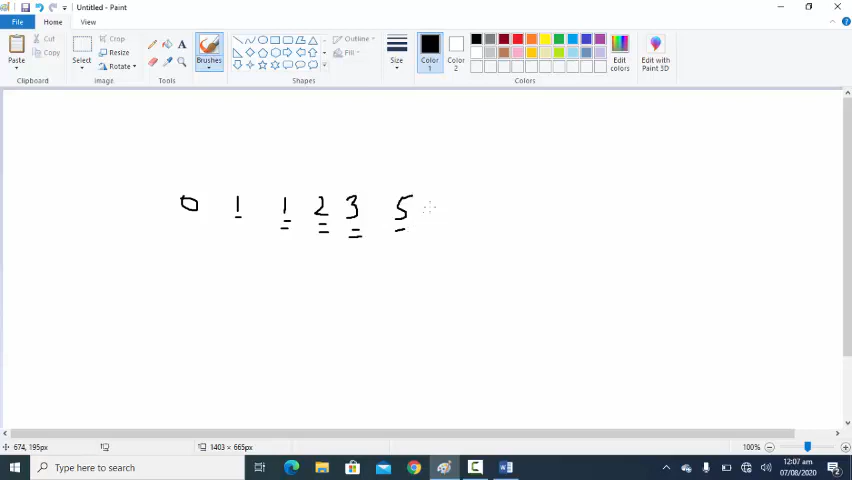 Untitled - Paint
File Home View
Paste
Cut
Copy
Clipboard
Select
Crop
Resize
Rotate
Image
A
Tools
Brushes
Outline
Fill
Shapes
Size
Color 1
Color 2
Edit colors
Colors
Edit with Paint 3D
0 1 1 2 3 5
674, 195px
1403 × 665px
100%
Type here to search
12:07 am
07/08/2020
2